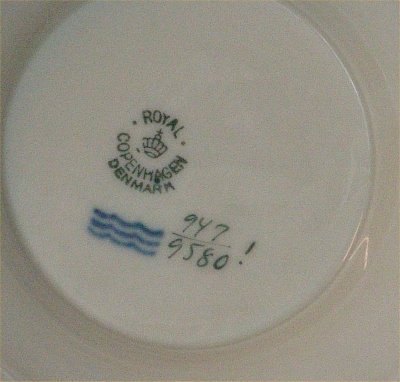 ROYAL
COPENHAGEN
DENMARK
947
9580!